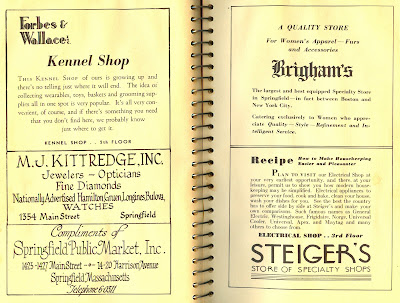 Forbes &
Wallace
Kennel Shop
THIS KENNEL SHOP of ours is growing up and
there's no telling just where it will end. The idea of
collecting wearables, toys, baskets and grooming sup-
plies all in one spot is very popular. It's all very con-
venient, of course, and if there's something you need
that you don't find here, we probably know
just where to get it.
KENNEL SHOP . . 5th FLOOR
M.J. KITTREDGE, INC.
Jewelers - Opticians
Fine Diamonds
Nationally Advertised Hamilton, Gruen, Longines, Bulova,
WATCHES
1354 Main Street Springfield
Compliments of
Springfield Public Market, Inc.
1423-1427 Main Street 14-20 Harrison Avenue
Springfield, Massachusetts
Telephone 60311
A QUALITY STORE
For Women's Apparel—Furs
and Accessories
Brigham's
The largest and best equipped Specialty Store
in Springfield—in fact between Boston and
New York City.
Catering exclusively to Women who appre-
ciate Quality—Style—Refinement and In-
telligent Service.
Recipe How to Make Housekeeping
Easier and Pleasanter
PLAN TO VISIT our Electrical Shop at
your very earliest opportunity, and there at your
leisure, permit us to show you how modern house-
keeping may be simplified. Electrical appliances to
preserve your food, cook and bake, clean your home,
wash your dishes for you. See the best the country
has to offer side by side at Steiger's and make your
own comparisons. Such famous names as General
Electric, Westinghouse, Frigidaire, Norge, Universal
Cooler, Universal, Apex, Maytag and many
others to choose from.
ELECTRICAL SHOP . . 3rd Floor
STEIGER'S
STORE OF SPECIALTY SHOPS